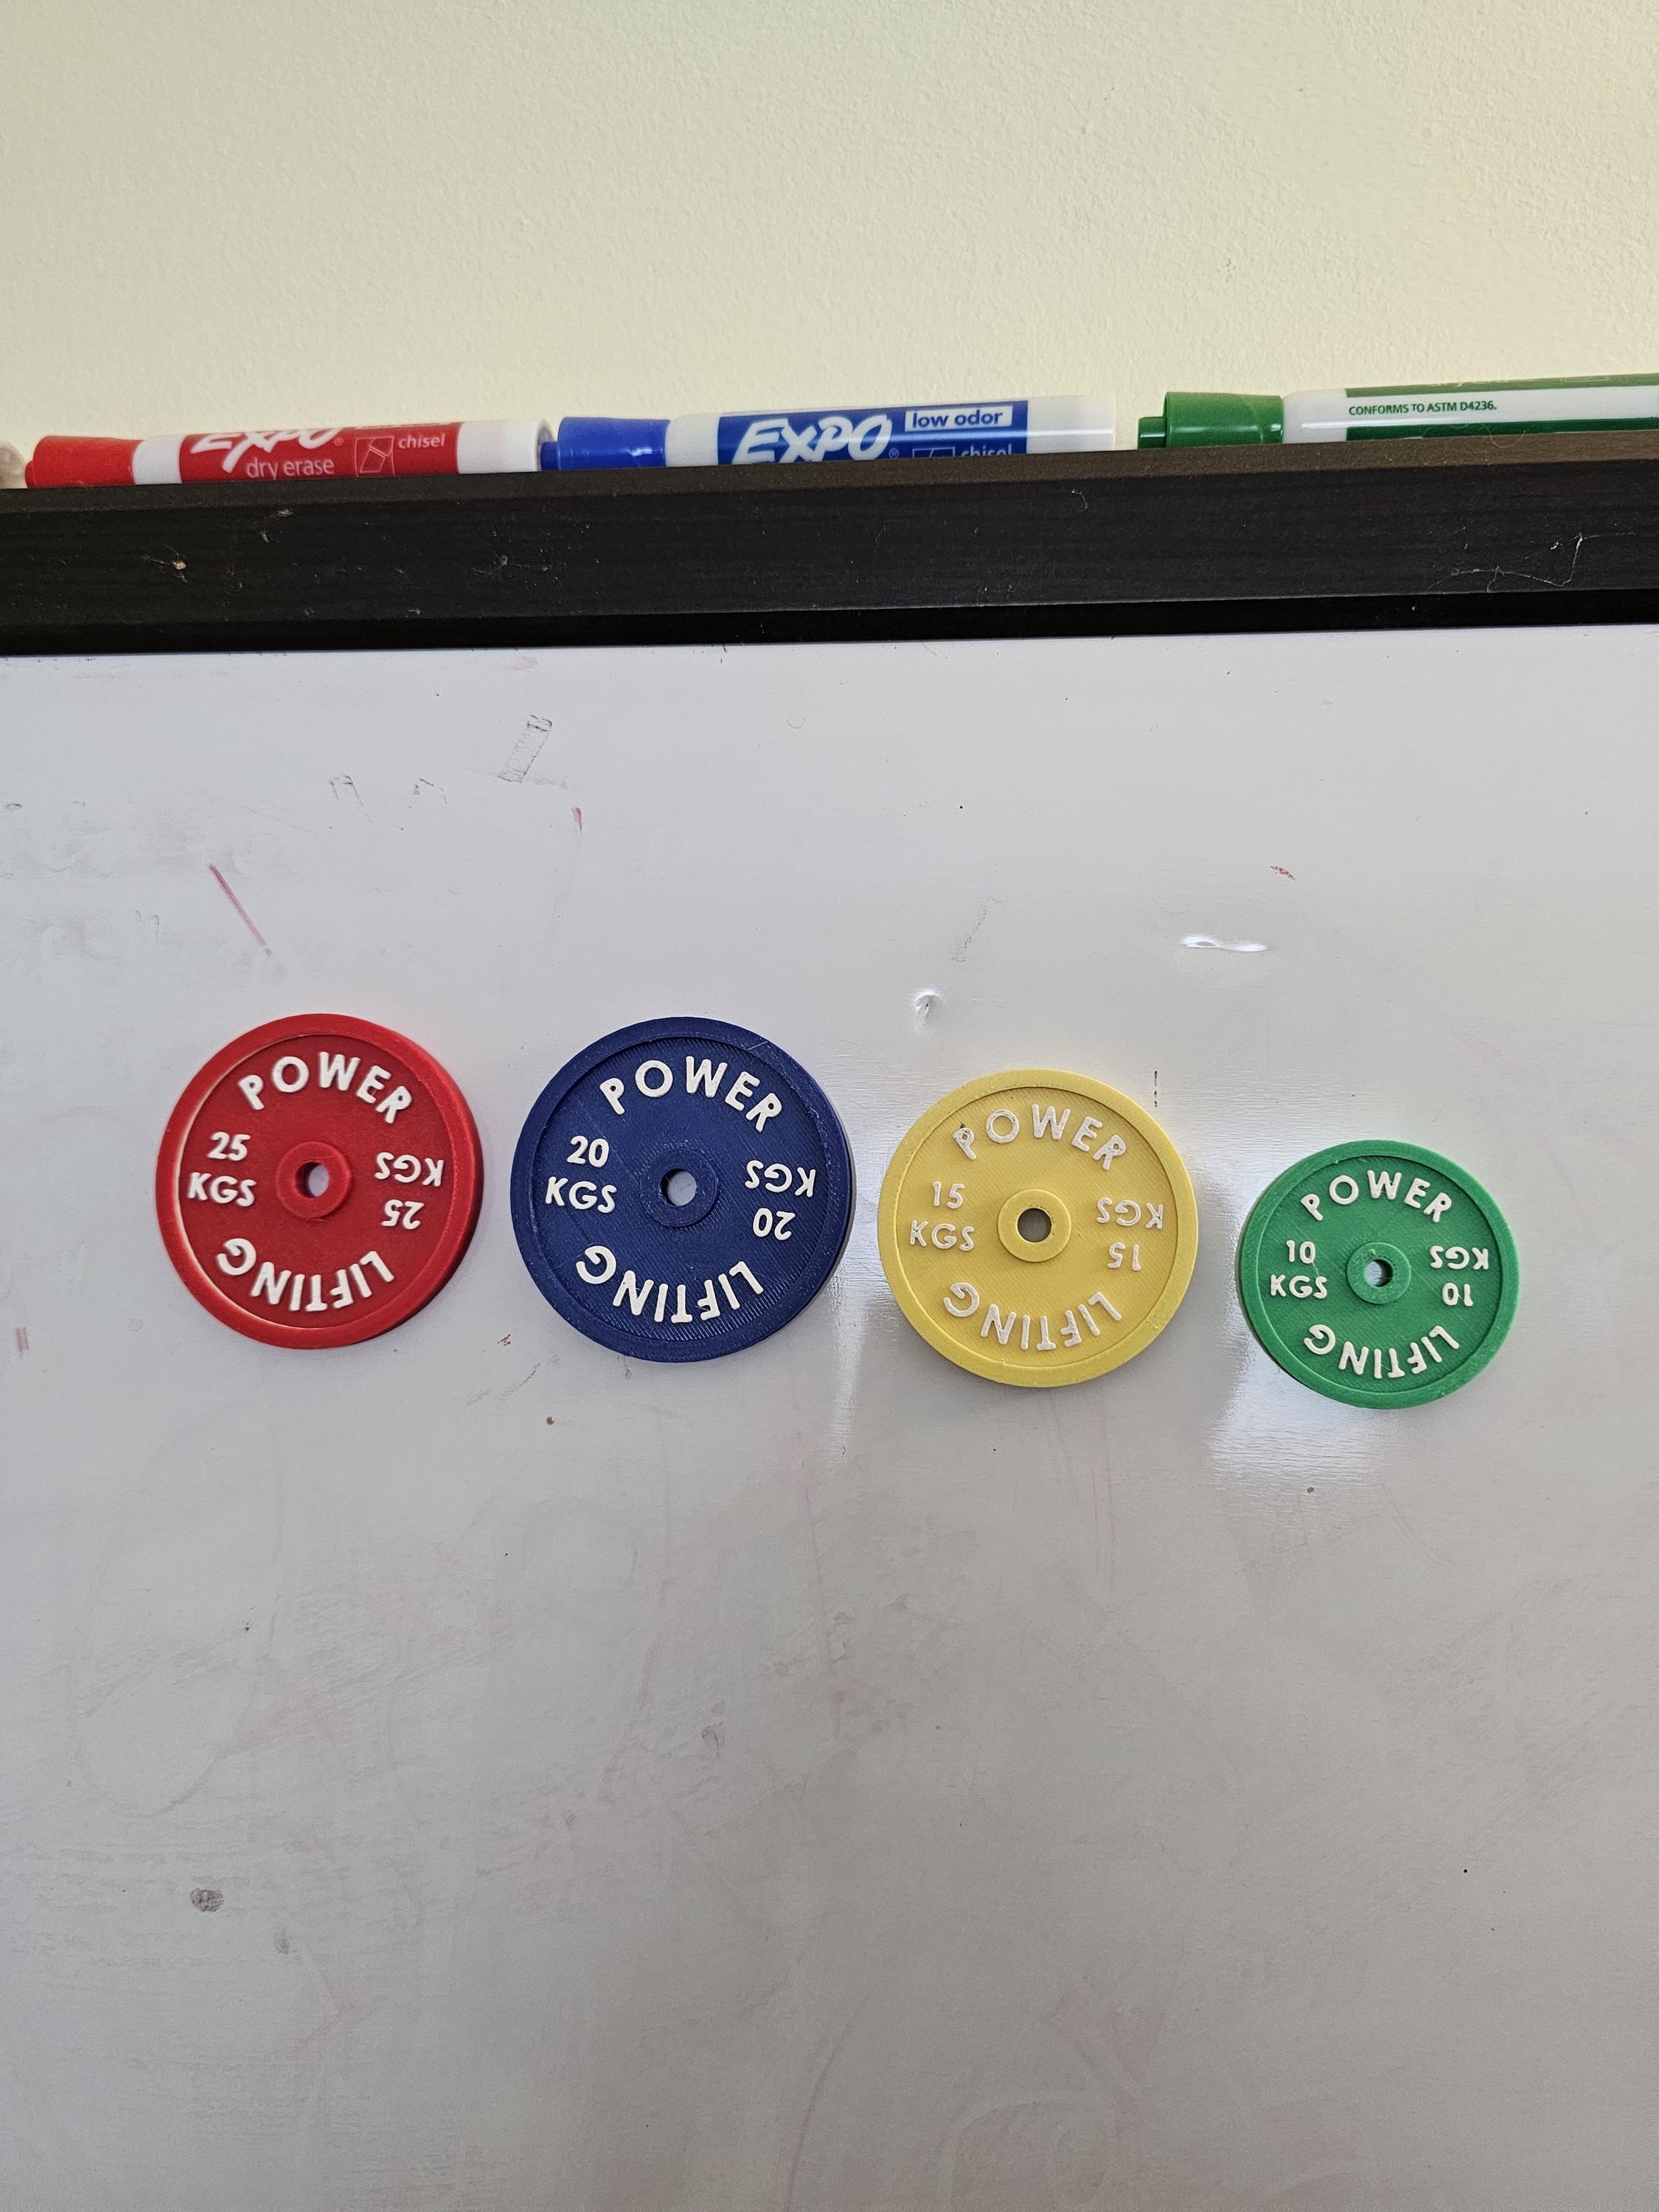 EXPO
dry erase
chisel
EXPO
low odor
chisel
CONFORMS TO ASTM D4236.
POWER
25
KGS
25
KGS
LIFTING
POWER
20
KGS
20
KGS
LIFTING
POWER
15
KGS
15
KGS
LIFTING
POWER
10
KGS
10
KGS
LIFTING